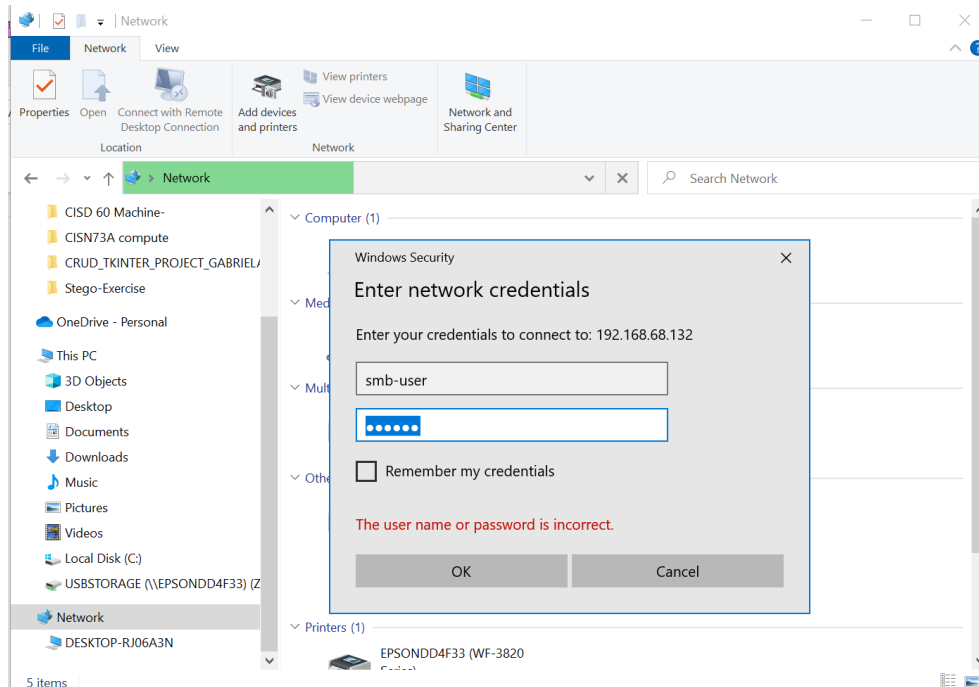 Network
File Network View
Properties
Open
Connect with Remote
Desktop Connection
Location
Add devices
and printers
View printers
View device webpage
Network
Network and
Sharing Center
Network
Search Network
CISD 60 Machine-
CISN73A compute
CRUD_TKINTER_PROJECT_GABRIELA
Stego-Exercise
OneDrive - Personal
This PC
3D Objects
Desktop
Documents
Downloads
Music
Pictures
Videos
Local Disk (C:)
USBSTORAGE (\\EPSONDD4F33) (Z
Network
DESKTOP-RJ06A3N
5 items
Computer (1)
Med
Mult
Othe
Printers (1)
EPSONDD4F33 (WF-3820
Series)
Windows Security
Enter network credentials
Enter your credentials to connect to: 192.168.68.132
smb-user
●●●●●●
Remember my credentials
The user name or password is incorrect.
OK Cancel